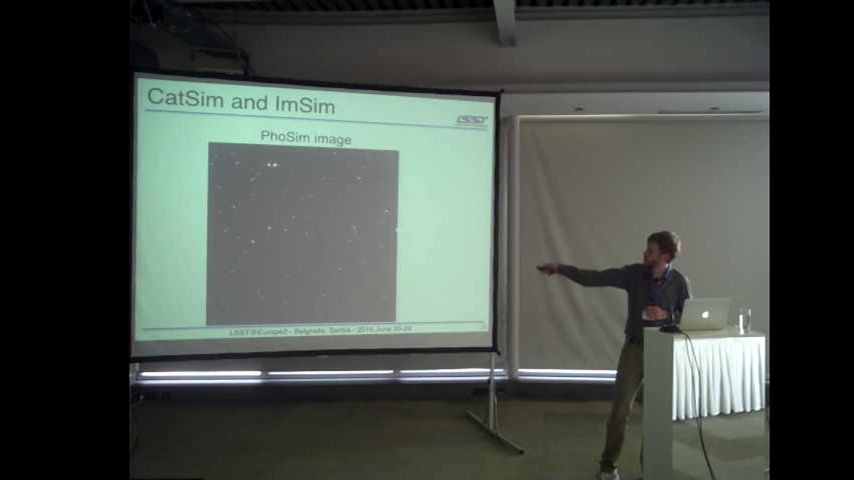 CatSim and ImSim
LSST
PhoSim image
LSST@Europe2 - Belgrade, Serbia - 2016 June 20-24